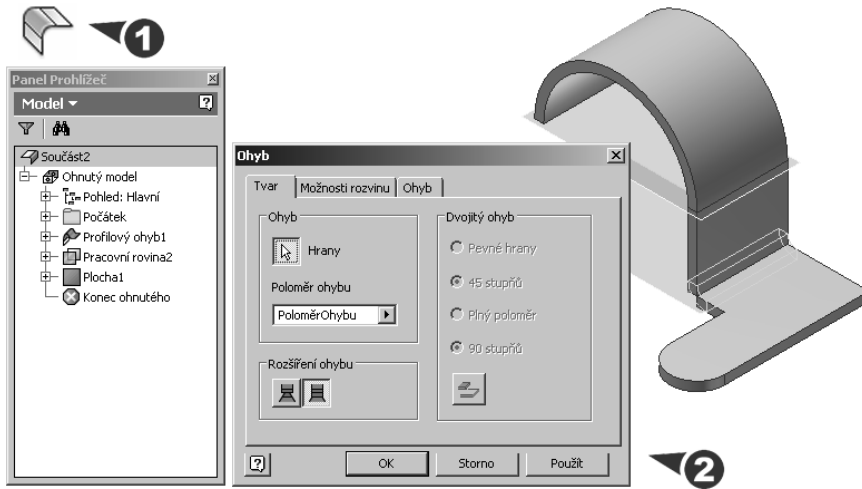 1
Panel Prohlížeč
Model
Součást2
Ohnutý model
Pohled: Hlavní
Počátek
Profilový ohyb1
Pracovní rovina2
Plocha1
Konec ohnutého
Ohyb
Tvar Možnosti rozvinu Ohyb
Ohyb
Hrany
Poloměr ohybu
PoloměrOhybu
Rozšíření ohybu
Dvojitý ohyb
Pevné hrany
45 stupňů
Plný poloměr
90 stupňů
OK Storno Použít
2